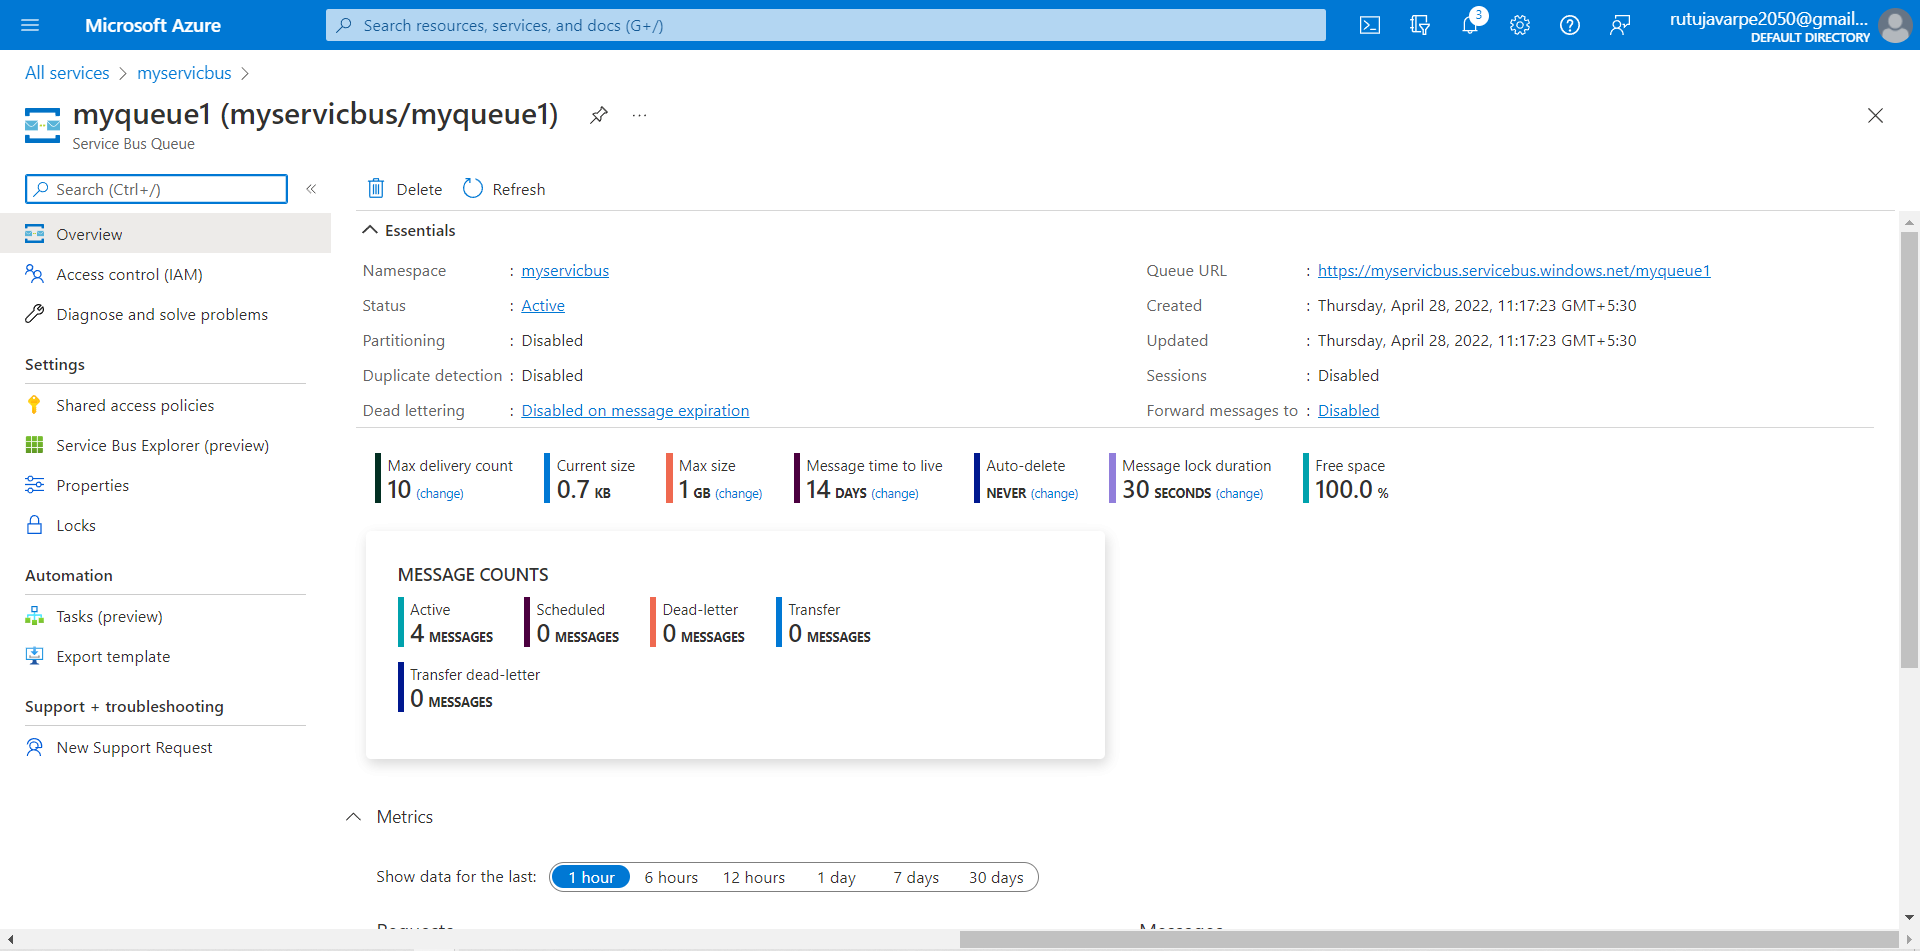 Microsoft Azure
Search resources, services, and docs (G+/)
3
rutujavarpe2050@gmail...
DEFAULT DIRECTORY
All services > myservicbus >
myqueue1 (myservicbus/myqueue1)
...
Service Bus Queue
Search (Ctrl+/)
«
Overview
Access control (IAM)
Diagnose and solve problems
Settings
Shared access policies
Service Bus Explorer (preview)
Properties
Locks
Automation
Tasks (preview)
Export template
Support + troubleshooting
New Support Request
Delete
Refresh
Essentials
Namespace : myservicbus
Status : Active
Partitioning : Disabled
Duplicate detection : Disabled
Dead lettering : Disabled on message expiration
Queue URL : https://myservicbus.servicebus.windows.net/myqueue1
Created : Thursday, April 28, 2022, 11:17:23 GMT+5:30
Updated : Thursday, April 28, 2022, 11:17:23 GMT+5:30
Sessions : Disabled
Forward messages to : Disabled
Max delivery count
10 (change)
Current size
0.7 KB
Max size
1 GB (change)
Message time to live
14 DAYS (change)
Auto-delete
NEVER (change)
Message lock duration
30 SECONDS (change)
Free space
100.0 %
MESSAGE COUNTS
Active
4 MESSAGES
Scheduled
0 MESSAGES
Dead-letter
0 MESSAGES
Transfer
0 MESSAGES
Transfer dead-letter
0 MESSAGES
Metrics
Show data for the last: 1 hour 6 hours 12 hours 1 day 7 days 30 days
Requests
Messages